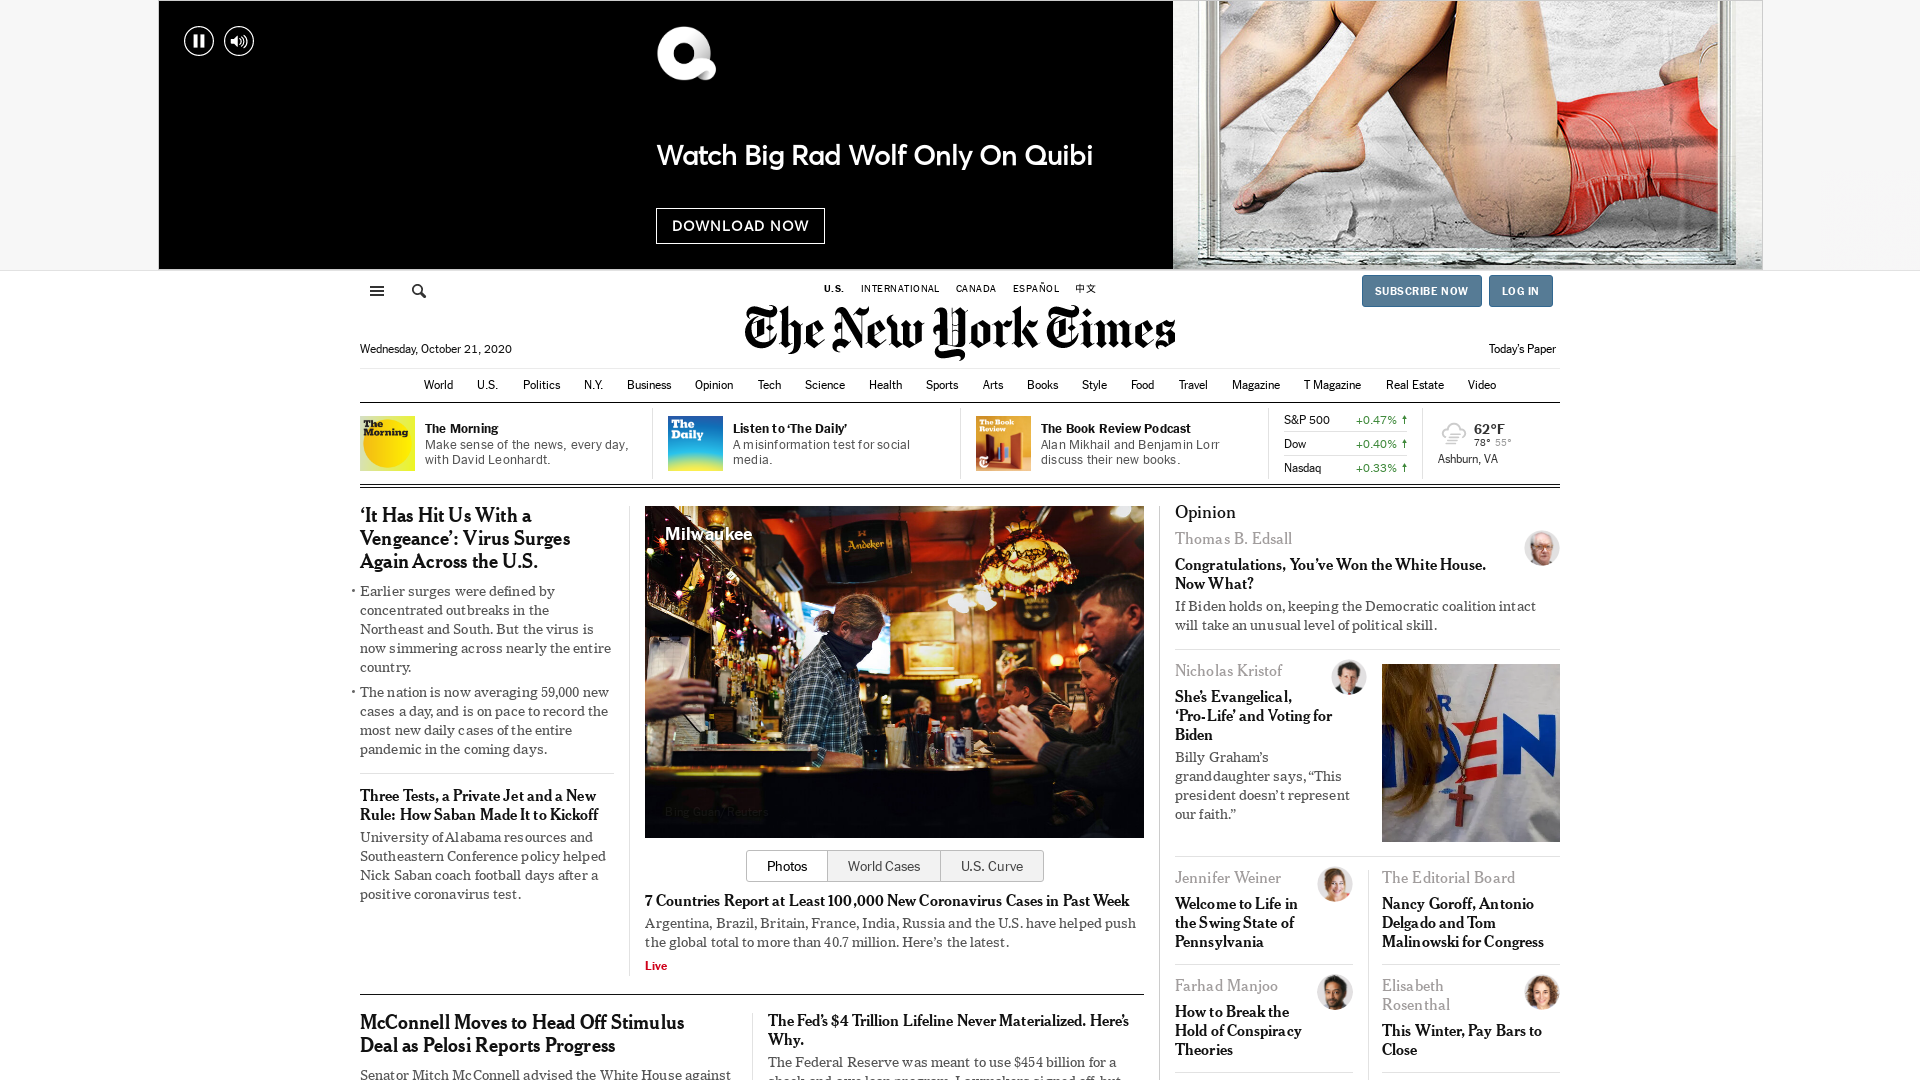 Watch Big Rad Wolf Only On Quibi
DOWNLOAD NOW
U.S. INTERNATIONAL CANADA ESPAÑOL 中文
SUBSCRIBE NOW LOG IN
The New York Times
Wednesday, October 21, 2020
Today's Paper
World U.S. Politics N.Y. Business Opinion Tech Science Health Sports Arts Books Style Food Travel Magazine T Magazine Real Estate Video
The Morning
The Morning
Make sense of the news, every day,
with David Leonhardt.
The Daily
Listen to ‘The Daily’
A misinformation test for social
media.
The Book Review
The Book Review Podcast
Alan Mikhail and Benjamin Lorr
discuss their new books.
S&P 500 +0.47% ↑
Dow +0.40% ↑
Nasdaq +0.33% ↑
62°F
78° 55°
Ashburn, VA
‘It Has Hit Us With a
Vengeance’: Virus Surges
Again Across the U.S.
• Earlier surges were defined by
concentrated outbreaks in the
Northeast and South. But the virus is
now simmering across nearly the entire
country.
• The nation is now averaging 59,000 new
cases a day, and is on pace to record the
most new daily cases of the entire
pandemic in the coming days.
Three Tests, a Private Jet and a New
Rule: How Saban Made It to Kickoff
University of Alabama resources and
Southeastern Conference policy helped
Nick Saban coach football days after a
positive coronavirus test.
Milwaukee
Andeker
Bing Guan/Reuters
Photos World Cases U.S. Curve
7 Countries Report at Least 100,000 New Coronavirus Cases in Past Week
Argentina, Brazil, Britain, France, India, Russia and the U.S. have helped push
the global total to more than 40.7 million. Here’s the latest.
Live
McConnell Moves to Head Off Stimulus
Deal as Pelosi Reports Progress
Senator Mitch McConnell advised the White House against
The Fed’s $4 Trillion Lifeline Never Materialized. Here’s
Why.
The Federal Reserve was meant to use $454 billion for a
Opinion
Thomas B. Edsall
Congratulations, You’ve Won the White House.
Now What?
If Biden holds on, keeping the Democratic coalition intact
will take an unusual level of political skill.
Nicholas Kristof
She’s Evangelical,
‘Pro-Life’ and Voting for
Biden
Billy Graham’s
granddaughter says, “This
president doesn’t represent
our faith.”
Jennifer Weiner
Welcome to Life in
the Swing State of
Pennsylvania
The Editorial Board
Nancy Goroff, Antonio
Delgado and Tom
Malinowski for Congress
Farhad Manjoo
How to Break the
Hold of Conspiracy
Theories
Elisabeth
Rosenthal
This Winter, Pay Bars to
Close